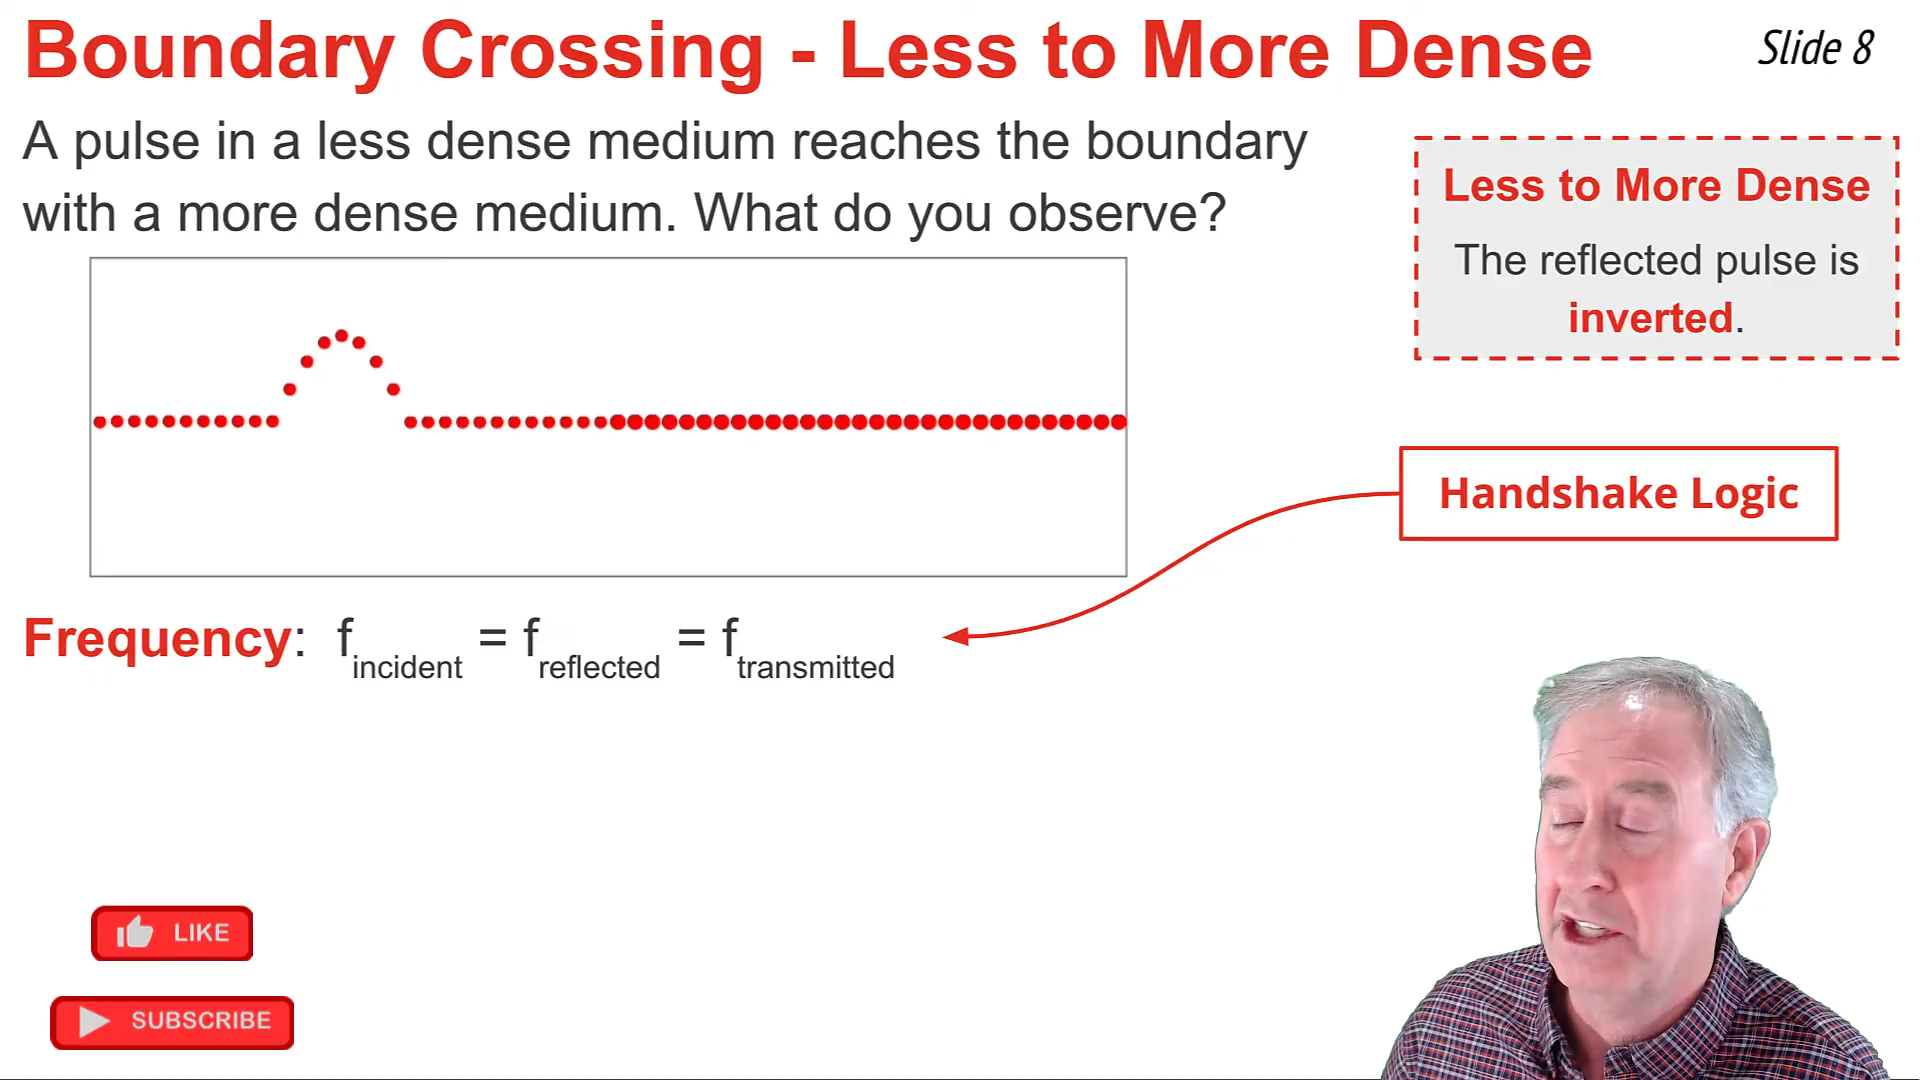 Boundary Crossing - Less to More Dense
Slide 8
A pulse in a less dense medium reaches the boundary
with a more dense medium. What do you observe?
Less to More Dense
The reflected pulse is
inverted.
Handshake Logic
Frequency: f incident = f reflected = f transmitted
LIKE
SUBSCRIBE